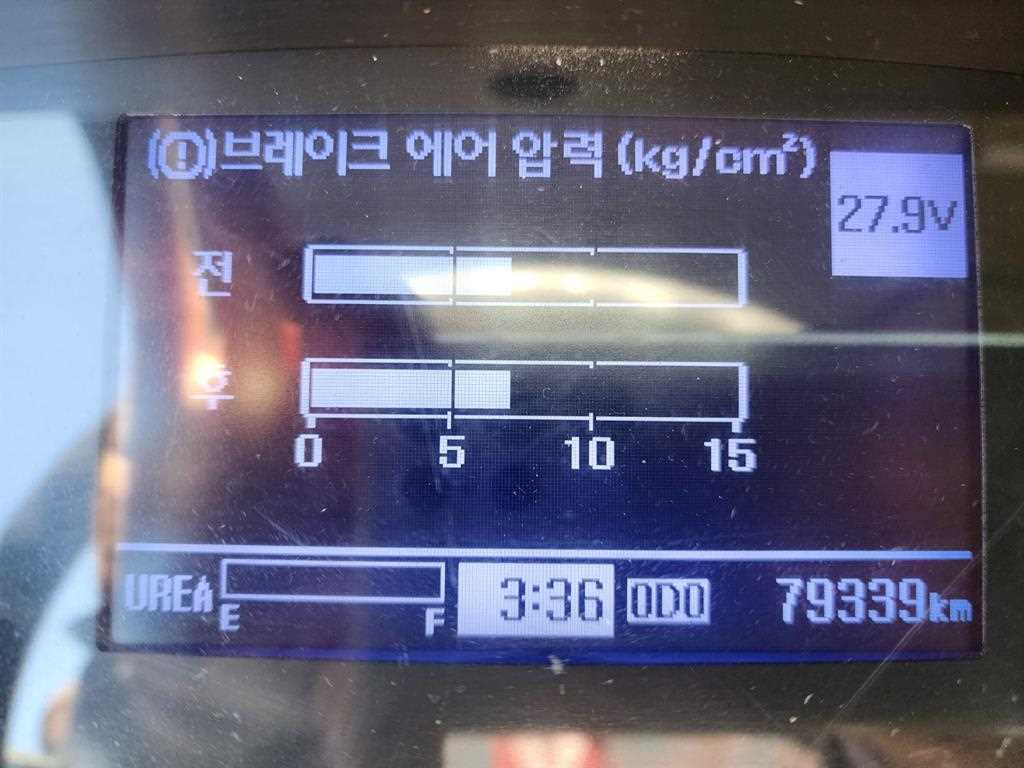 (!)브레이크 에어 압력 (kg/cm²)
27.9V
전
후
0 5 10 15
UREA E F 3:36 ODO 79339km